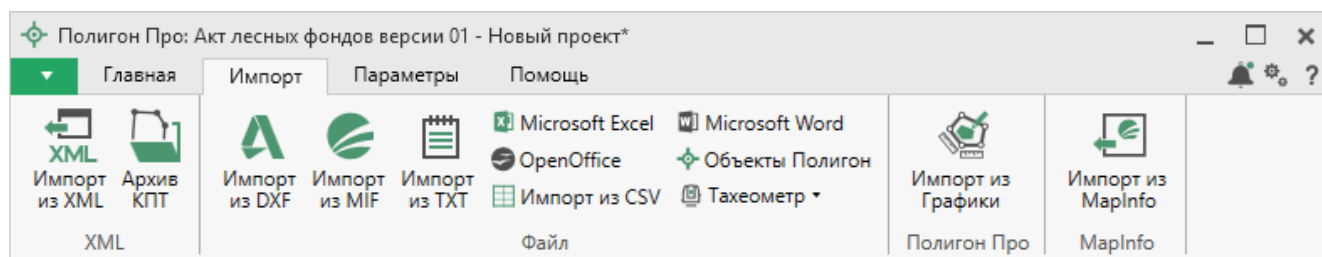 Полигон Про: Акт лесных фондов версии 01 - Новый проект*
Главная Импорт Параметры Помощь ?
XML
Импорт из XML
Архив КПТ
XML
Импорт из DXF
Импорт из MIF
Импорт из TXT
Microsoft Excel
OpenOffice
Импорт из CSV
Microsoft Word
Объекты Полигон
Тахеометр
Файл
Импорт из Графики
Полигон Про
Импорт из MapInfo
MapInfo